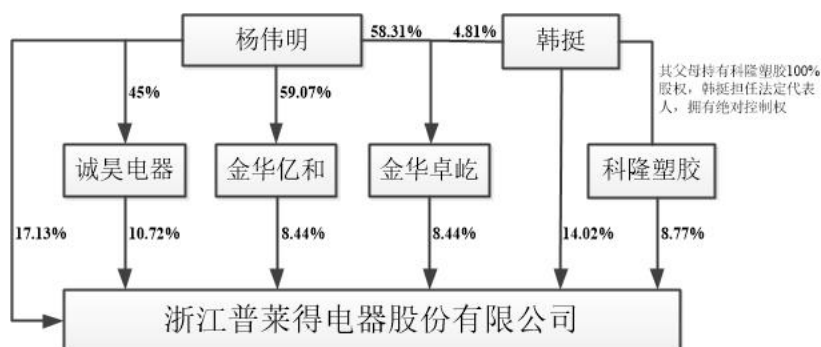 杨伟明
58.31%
4.81%
韩挺
其父母持有科隆塑胶100%
股权，韩挺担任法定代表
人，拥有绝对控制权
45%
59.07%
诚昊电器
金华亿和
金华卓屹
科隆塑胶
17.13%
10.72%
8.44%
8.44%
14.02%
8.77%
浙江普莱得电器股份有限公司